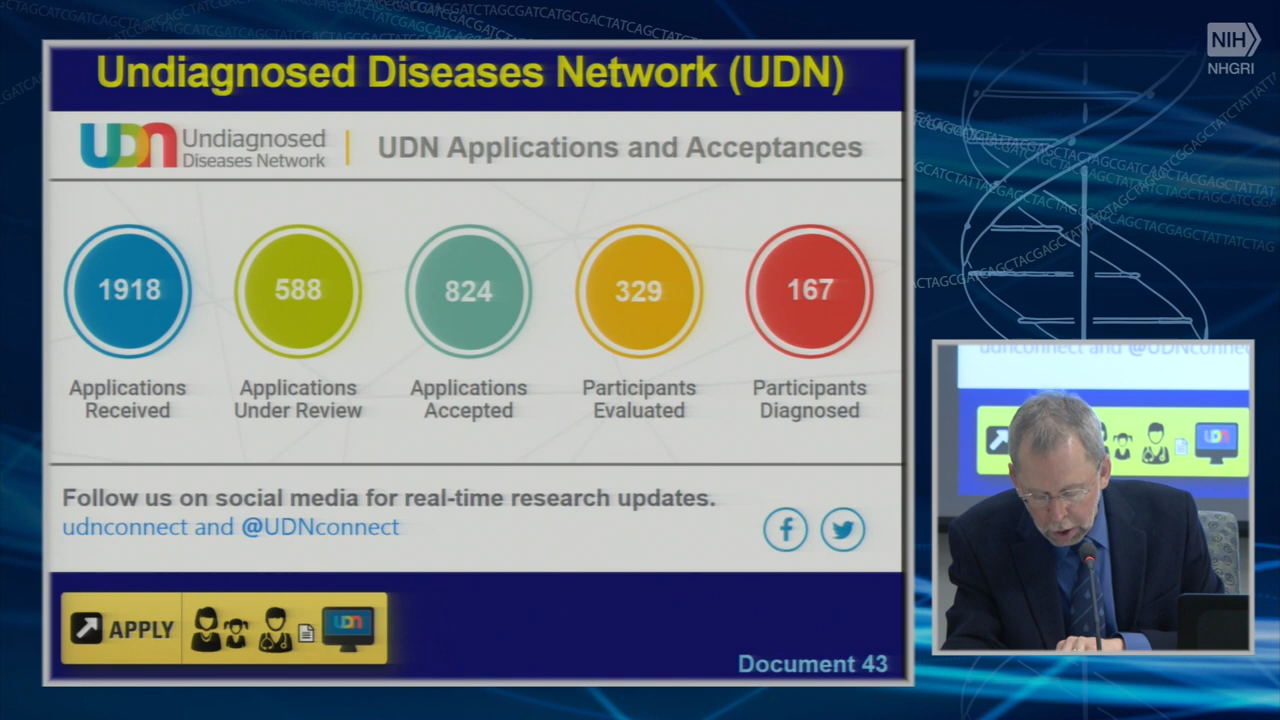 NIH
NHGRI
Undiagnosed Diseases Network (UDN)
UDN Undiagnosed
Diseases Network
UDN Applications and Acceptances
1918
588
824
329
167
Applications
Received
Applications
Under Review
Applications
Accepted
Participants
Evaluated
Participants
Diagnosed
Follow us on social media for real-time research updates.
udnconnect and @UDNconnect
APPLY
UDN
Document 43
udnconnect and @UDNconnec
UDN